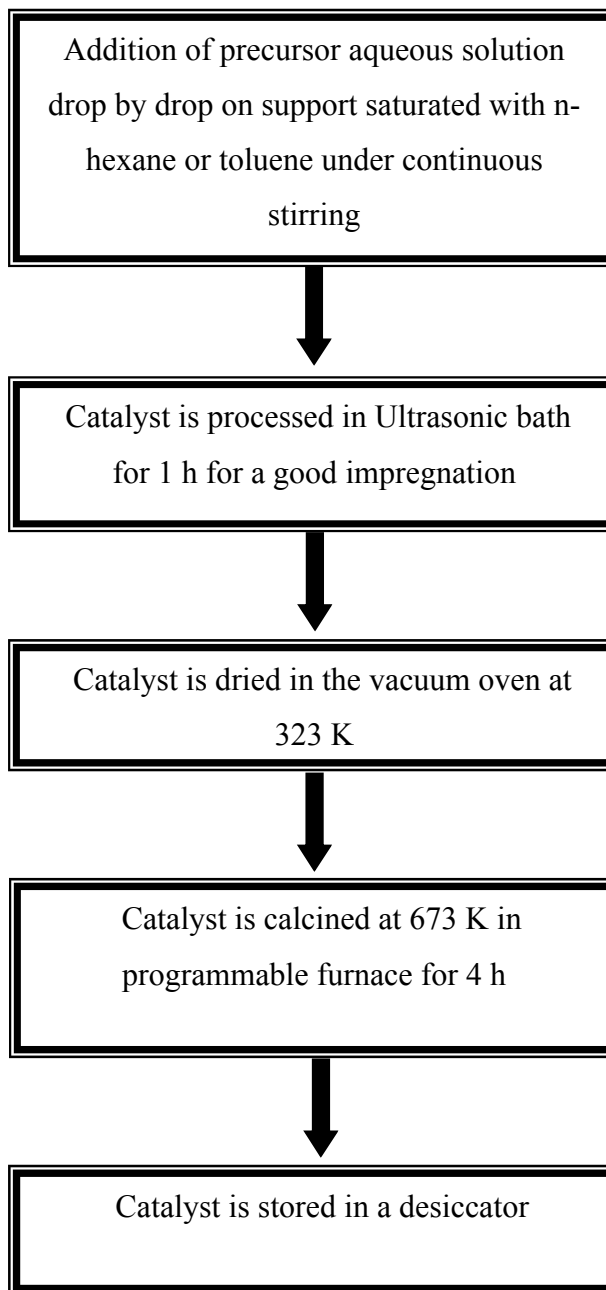 Addition of precursor aqueous solution
drop by drop on support saturated with n-
hexane or toluene under continuous
stirring
Catalyst is processed in Ultrasonic bath
for 1 h for a good impregnation
Catalyst is dried in the vacuum oven at
323 K
Catalyst is calcined at 673 K in
programmable furnace for 4 h
Catalyst is stored in a desiccator